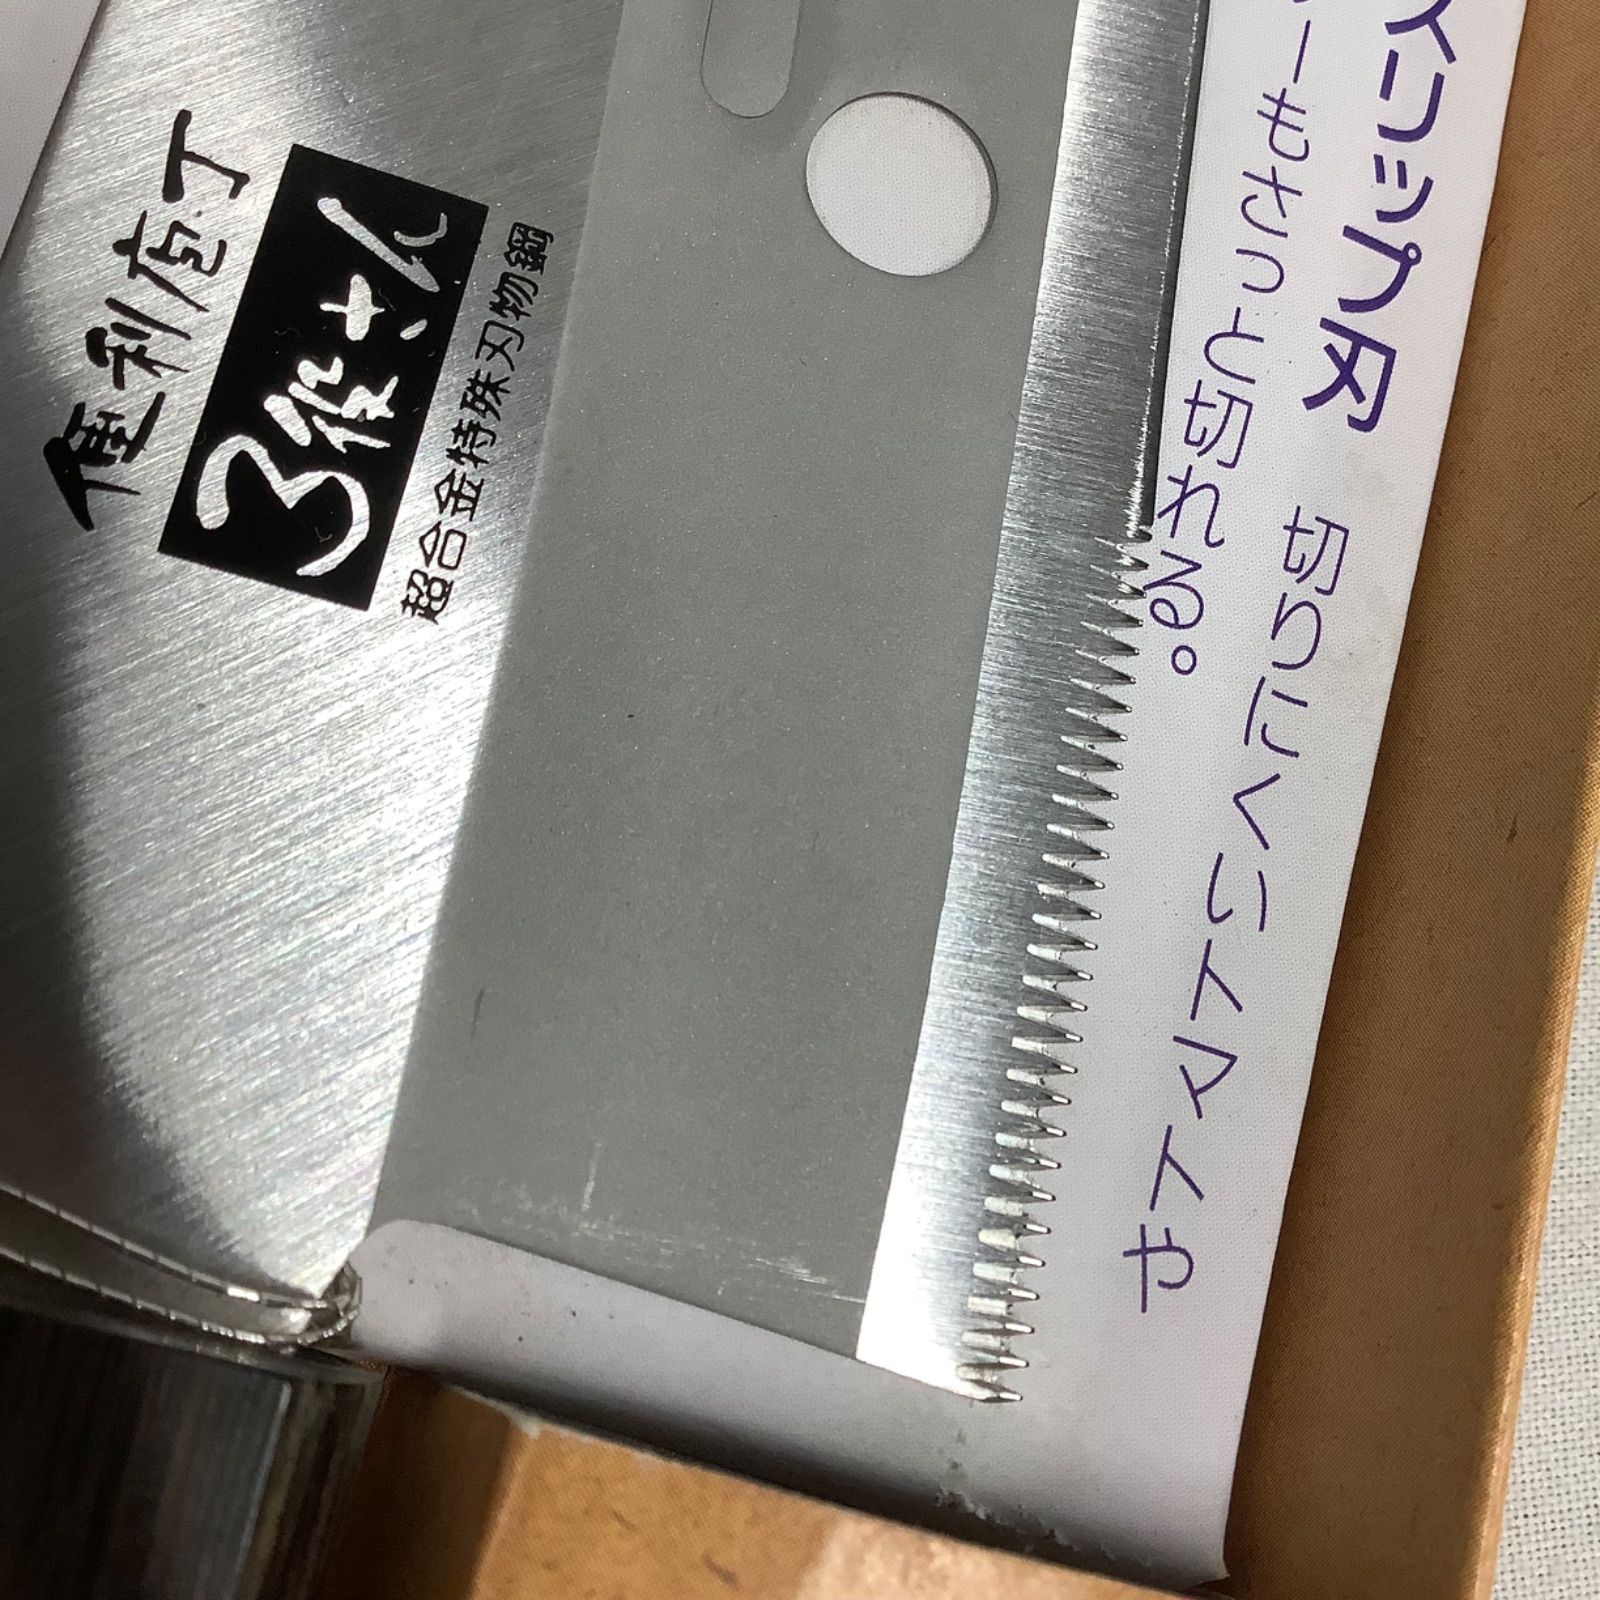 便利庖丁
3役さん
超合金特殊刃物鋼
スリップ刃 切りにくいトマトや
ーもさっと切れる。